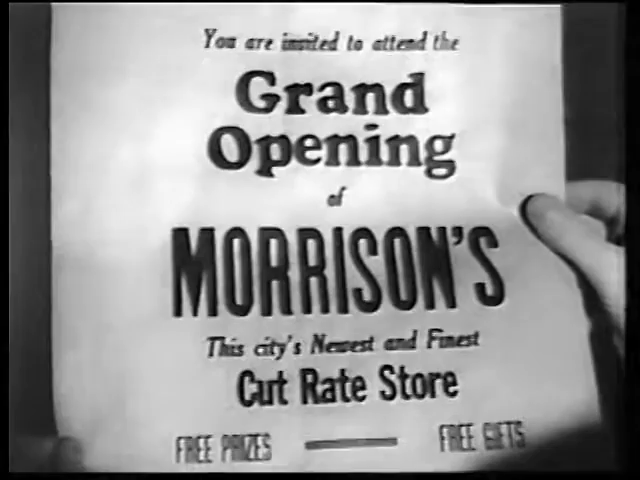 You are invited to attend the
Grand
Opening
of
MORRISON'S
This city's Newest and Finest
Cut Rate Store
FREE PRIZES — FREE GIFTS